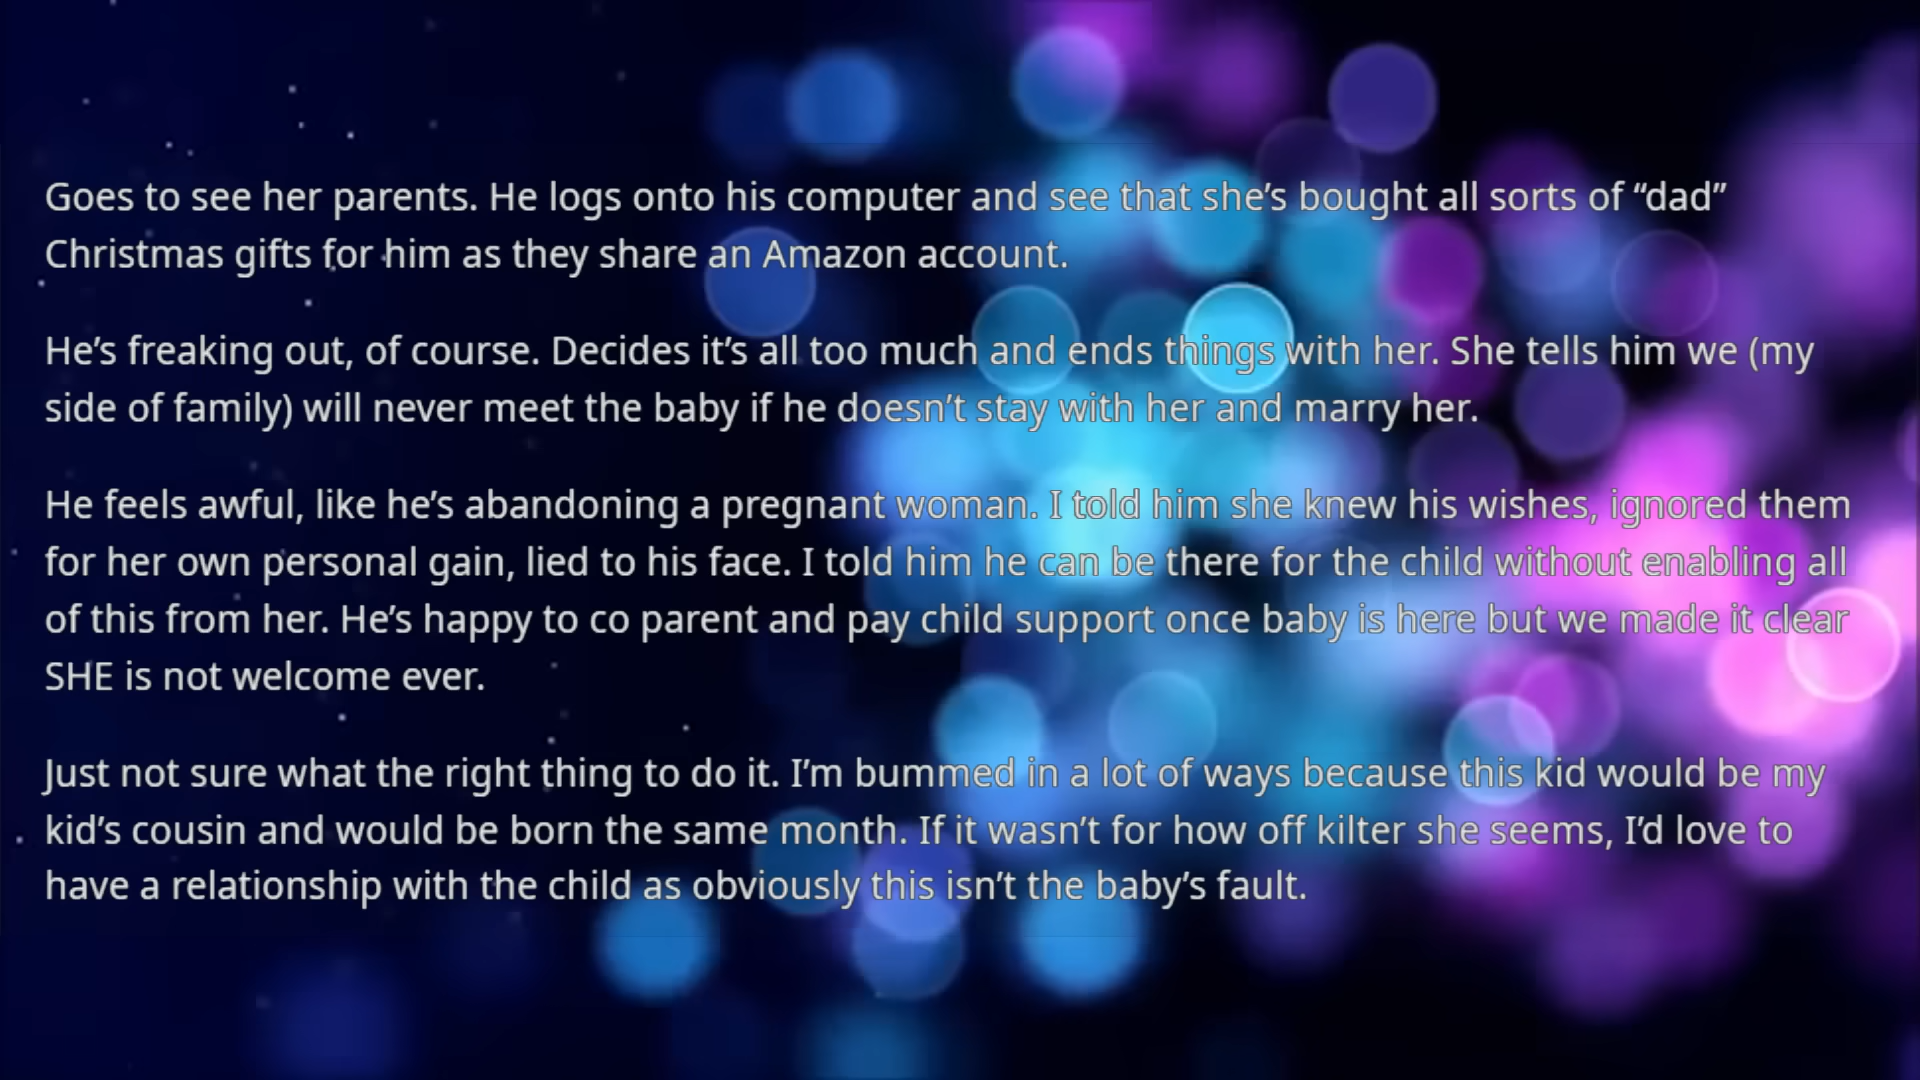 Goes to see her parents. He logs onto his computer and see that she’s bought all sorts of “dad”
Christmas gifts for him as they share an Amazon account.
He’s freaking out, of course. Decides it’s all too much and ends things with her. She tells him we (my
side of family) will never meet the baby if he doesn’t stay with her and marry her.
He feels awful, like he’s abandoning a pregnant woman. I told him she knew his wishes, ignored them
for her own personal gain, lied to his face. I told him he can be there for the child without enabling all
of this from her. He’s happy to co parent and pay child support once baby is here but we made it clear
SHE is not welcome ever.
Just not sure what the right thing to do it. I’m bummed in a lot of ways because this kid would be my
kid’s cousin and would be born the same month. If it wasn’t for how off kilter she seems, I’d love to
have a relationship with the child as obviously this isn’t the baby’s fault.